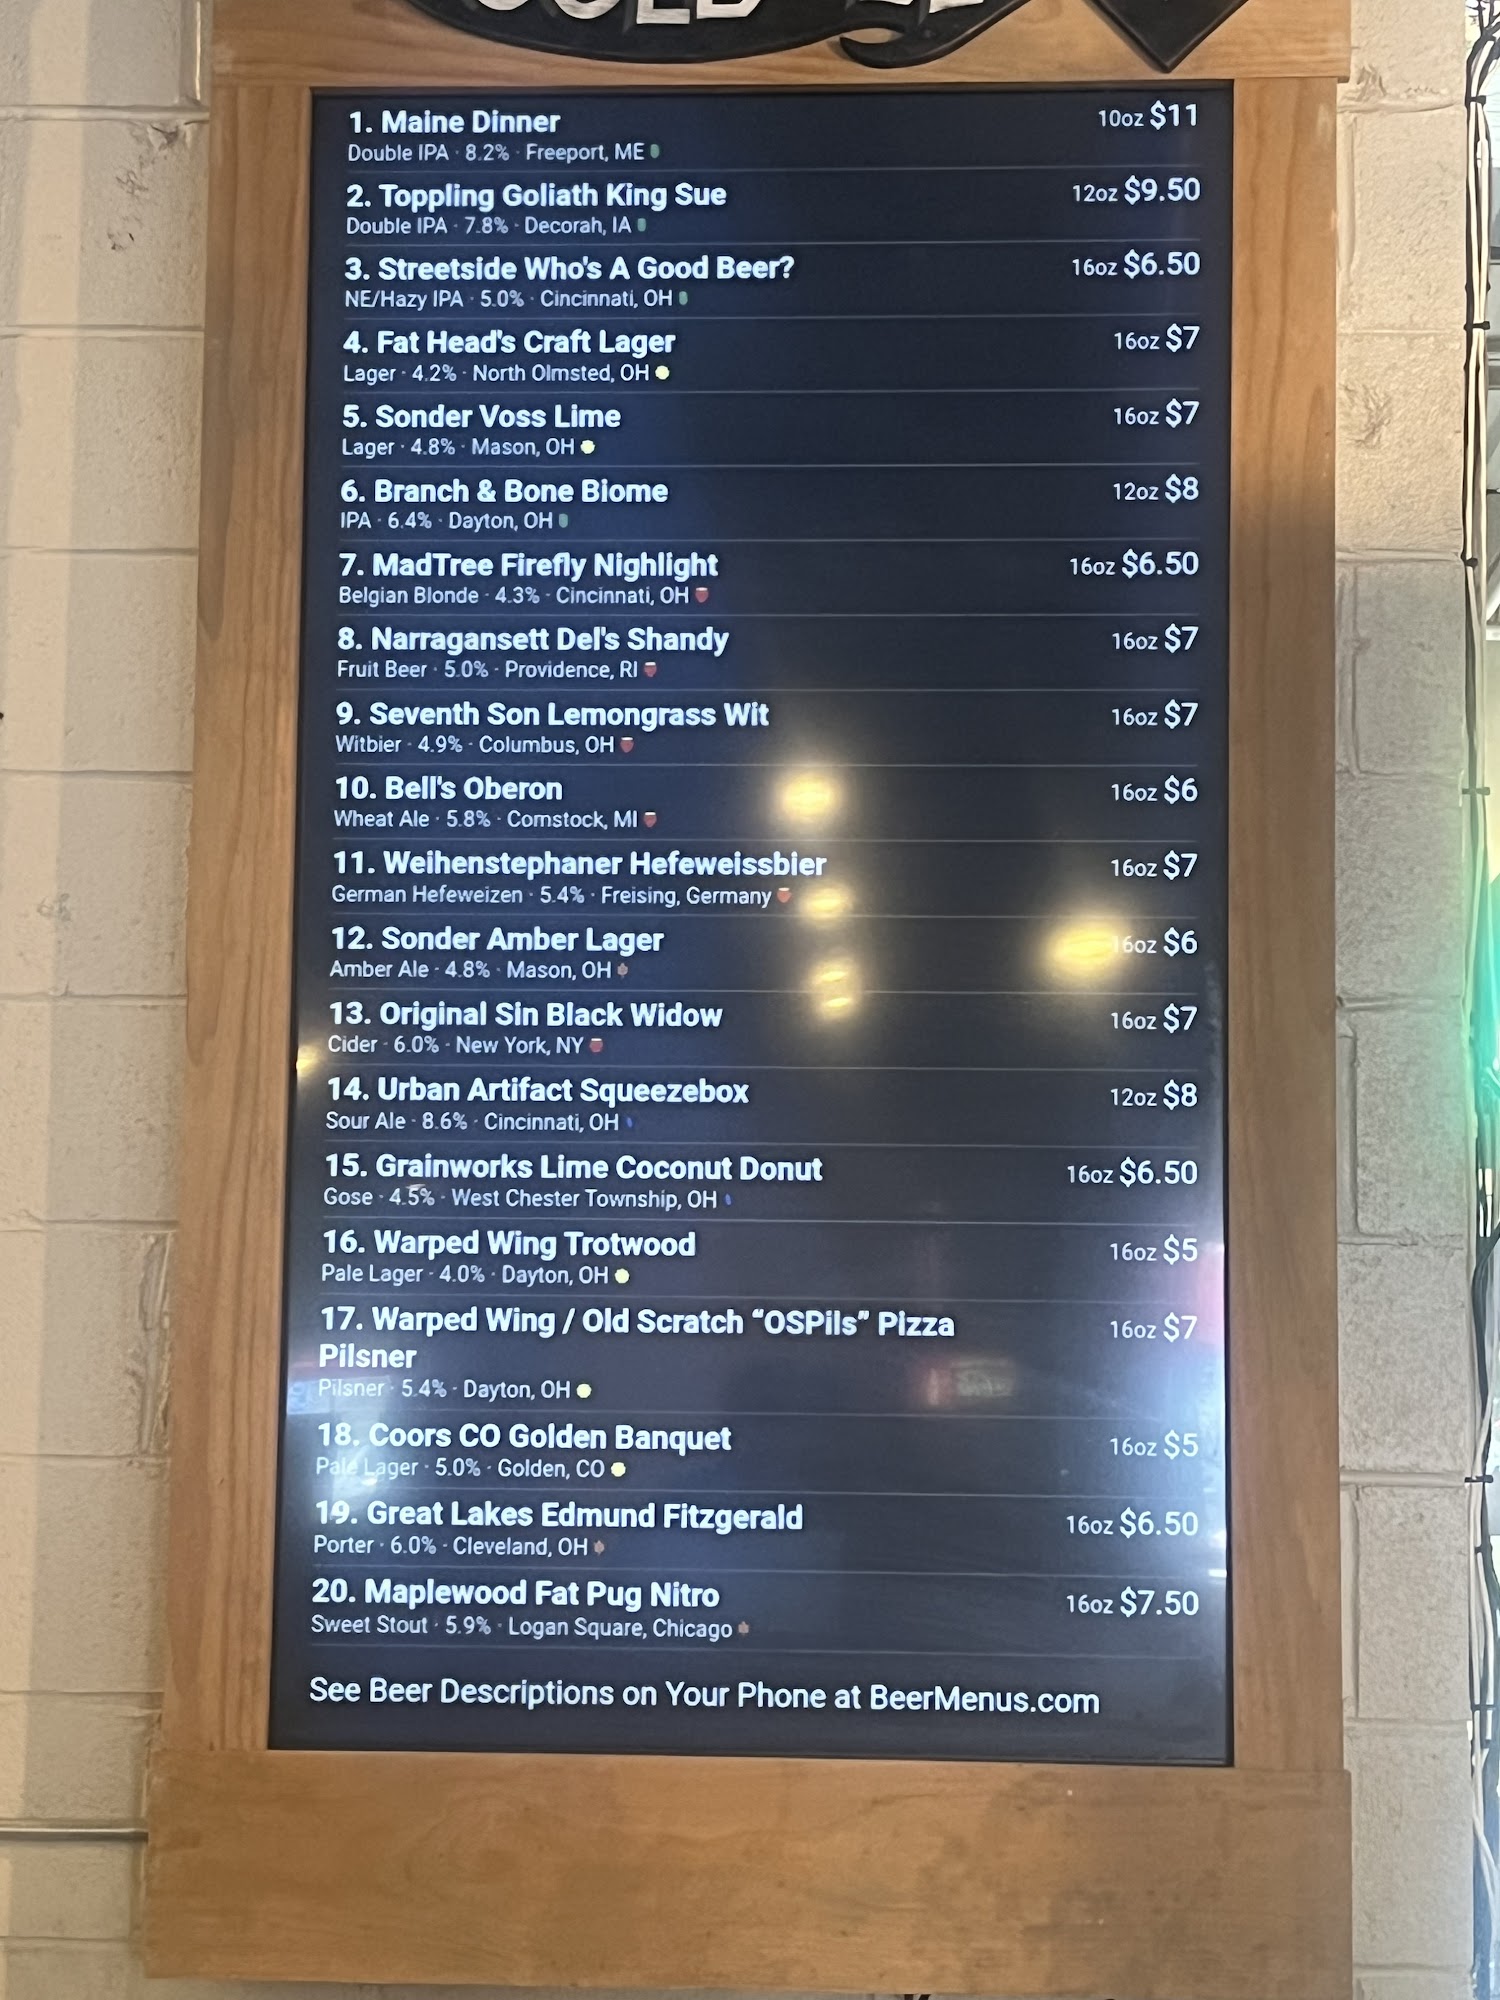 1. Maine Dinner
10oz $11
Double IPA · 8.2% · Freeport, ME
2. Toppling Goliath King Sue
12oz $9.50
Double IPA · 7.8% · Decorah, IA
3. Streetside Who's A Good Beer?
16oz $6.50
NE/Hazy IPA · 5.0% · Cincinnati, OH
4. Fat Head's Craft Lager
16oz $7
Lager · 4.2% · North Olmsted, OH
5. Sonder Voss Lime
16oz $7
Lager · 4.8% · Mason, OH
6. Branch & Bone Biome
12oz $8
IPA · 6.4% · Dayton, OH
7. MadTree Firefly Nighlight
16oz $6.50
Belgian Blonde · 4.3% · Cincinnati, OH
8. Narragansett Del's Shandy
16oz $7
Fruit Beer · 5.0% · Providence, RI
9. Seventh Son Lemongrass Wit
16oz $7
Witbier · 4.9% · Columbus, OH
10. Bell's Oberon
16oz $6
Wheat Ale · 5.8% · Comstock, MI
11. Weihenstephaner Hefeweissbier
16oz $7
German Hefeweizen · 5.4% · Freising, Germany
12. Sonder Amber Lager
16oz $6
Amber Ale · 4.8% · Mason, OH
13. Original Sin Black Widow
16oz $7
Cider · 6.0% · New York, NY
14. Urban Artifact Squeezebox
12oz $8
Sour Ale · 8.6% · Cincinnati, OH
15. Grainworks Lime Coconut Donut
16oz $6.50
Gose · 4.5% · West Chester Township, OH
16. Warped Wing Trotwood
16oz $5
Pale Lager · 4.0% · Dayton, OH
17. Warped Wing / Old Scratch “OSPils” Pizza
16oz $7
Pilsner
Pilsner · 5.4% · Dayton, OH
18. Coors CO Golden Banquet
16oz $5
Pale Lager · 5.0% · Golden, CO
19. Great Lakes Edmund Fitzgerald
16oz $6.50
Porter · 6.0% · Cleveland, OH
20. Maplewood Fat Pug Nitro
16oz $7.50
Sweet Stout · 5.9% · Logan Square, Chicago
See Beer Descriptions on Your Phone at BeerMenus.com